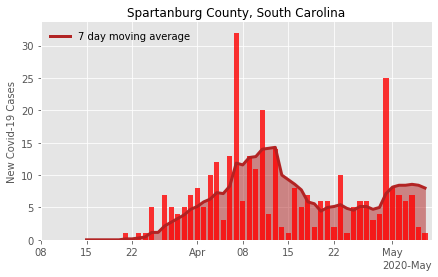 Spartanburg County, South Carolina
7 day moving average
New Covid-19 Cases
30
25
20
15
10
5
0
08
15
22
Apr
08
15
22
May
2020-May